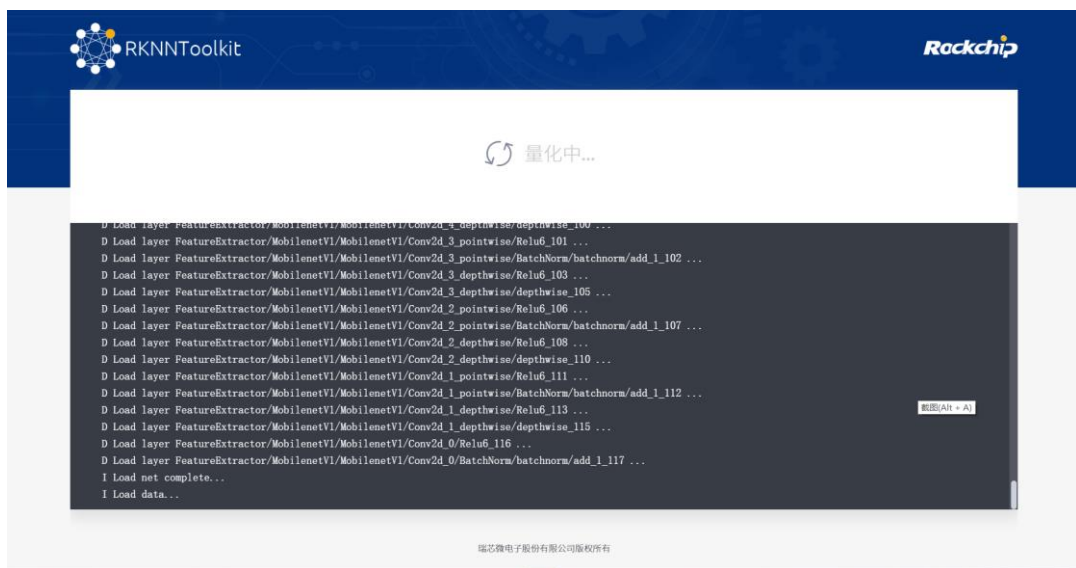 RKNNToolkit
Rockchip
量化中...
D Load layer FeatureExtractor/MobilenetV1/MobilenetV1/Conv2d_4_depthwise/depthwise_100 ...
D Load layer FeatureExtractor/MobilenetV1/MobilenetV1/Conv2d_3_pointwise/Relu6_101 ...
D Load layer FeatureExtractor/MobilenetV1/MobilenetV1/Conv2d_3_pointwise/BatchNorm/batchnorm/add_1_102 ...
D Load layer FeatureExtractor/MobilenetV1/MobilenetV1/Conv2d_3_depthwise/Relu6_103 ...
D Load layer FeatureExtractor/MobilenetV1/MobilenetV1/Conv2d_3_depthwise/depthwise_105 ...
D Load layer FeatureExtractor/MobilenetV1/MobilenetV1/Conv2d_2_pointwise/Relu6_106 ...
D Load layer FeatureExtractor/MobilenetV1/MobilenetV1/Conv2d_2_pointwise/BatchNorm/batchnorm/add_1_107 ...
D Load layer FeatureExtractor/MobilenetV1/MobilenetV1/Conv2d_2_depthwise/Relu6_108 ...
D Load layer FeatureExtractor/MobilenetV1/MobilenetV1/Conv2d_2_depthwise/depthwise_110 ...
D Load layer FeatureExtractor/MobilenetV1/MobilenetV1/Conv2d_1_pointwise/Relu6_111 ...
D Load layer FeatureExtractor/MobilenetV1/MobilenetV1/Conv2d_1_pointwise/BatchNorm/batchnorm/add_1_112 ...
D Load layer FeatureExtractor/MobilenetV1/MobilenetV1/Conv2d_1_depthwise/Relu6_113 ...
截图(Alt + A)
D Load layer FeatureExtractor/MobilenetV1/MobilenetV1/Conv2d_1_depthwise/depthwise_115 ...
D Load layer FeatureExtractor/MobilenetV1/MobilenetV1/Conv2d_0/Relu6_116 ...
D Load layer FeatureExtractor/MobilenetV1/MobilenetV1/Conv2d_0/BatchNorm/batchnorm/add_1_117 ...
I Load net complete...
I Load data...
瑞芯微电子股份有限公司版权所有